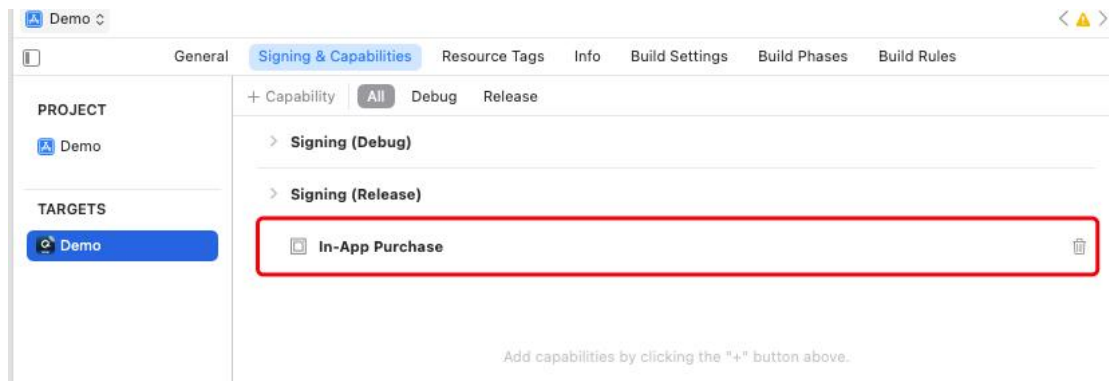 Demo
General Signing & Capabilities Resource Tags Info Build Settings Build Phases Build Rules
+ Capability All Debug Release
PROJECT
Demo
Signing (Debug)
Signing (Release)
TARGETS
Demo
In-App Purchase
Add capabilities by clicking the "+" button above.